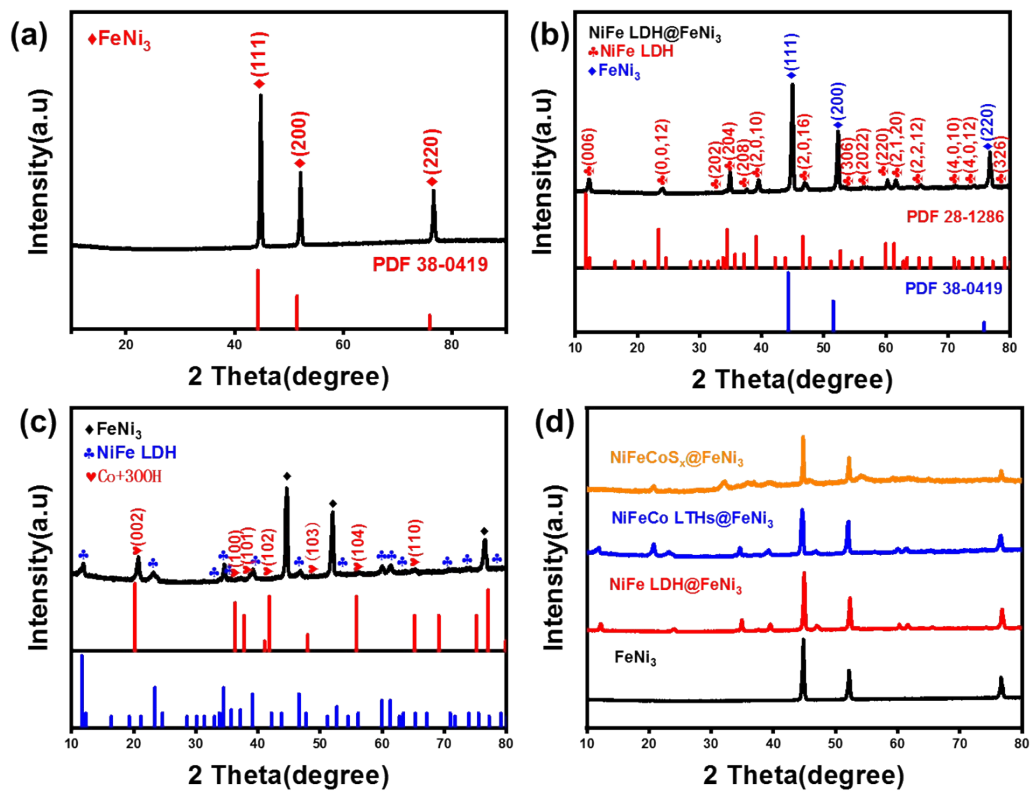 (a)
♦FeNi₃
♦(111)
♦(200)
♦(220)
PDF 38-0419
Intensity(a.u)
20
40
60
80
2 Theta(degree)
(b)
NiFe LDH@FeNi₃
♣NiFe LDH
♦FeNi₃
♣(006)
♣(0,0,12)
♣(202)
♣(204)
♣(208)
♣(2,0,10)
♦(111)
♣(2,0,16)
♦(200)
♣(306)
♣(2022)
♣(220)
♣(2,1,20)
♣(2,2,12)
♣(4,0,10)
♣(4,0,12)
♦(220)
♣(326)
PDF 28-1286
PDF 38-0419
Intensity(a.u)
10
20
30
40
50
60
70
80
2 Theta(degree)
(c)
♦FeNi₃
♣NiFe LDH
♥Co+3OOH
♥(002)
♥(100)
♥(101)
♥(102)
♥(103)
♥(104)
♥(110)
Intensity(a.u)
10
20
30
40
50
60
70
80
2 Theta(degree)
(d)
NiFeCoSₓ@FeNi₃
NiFeCo LTHs@FeNi₃
NiFe LDH@FeNi₃
FeNi₃
Intensity(a.u)
10
20
30
40
50
60
70
80
2 Theta(degree)